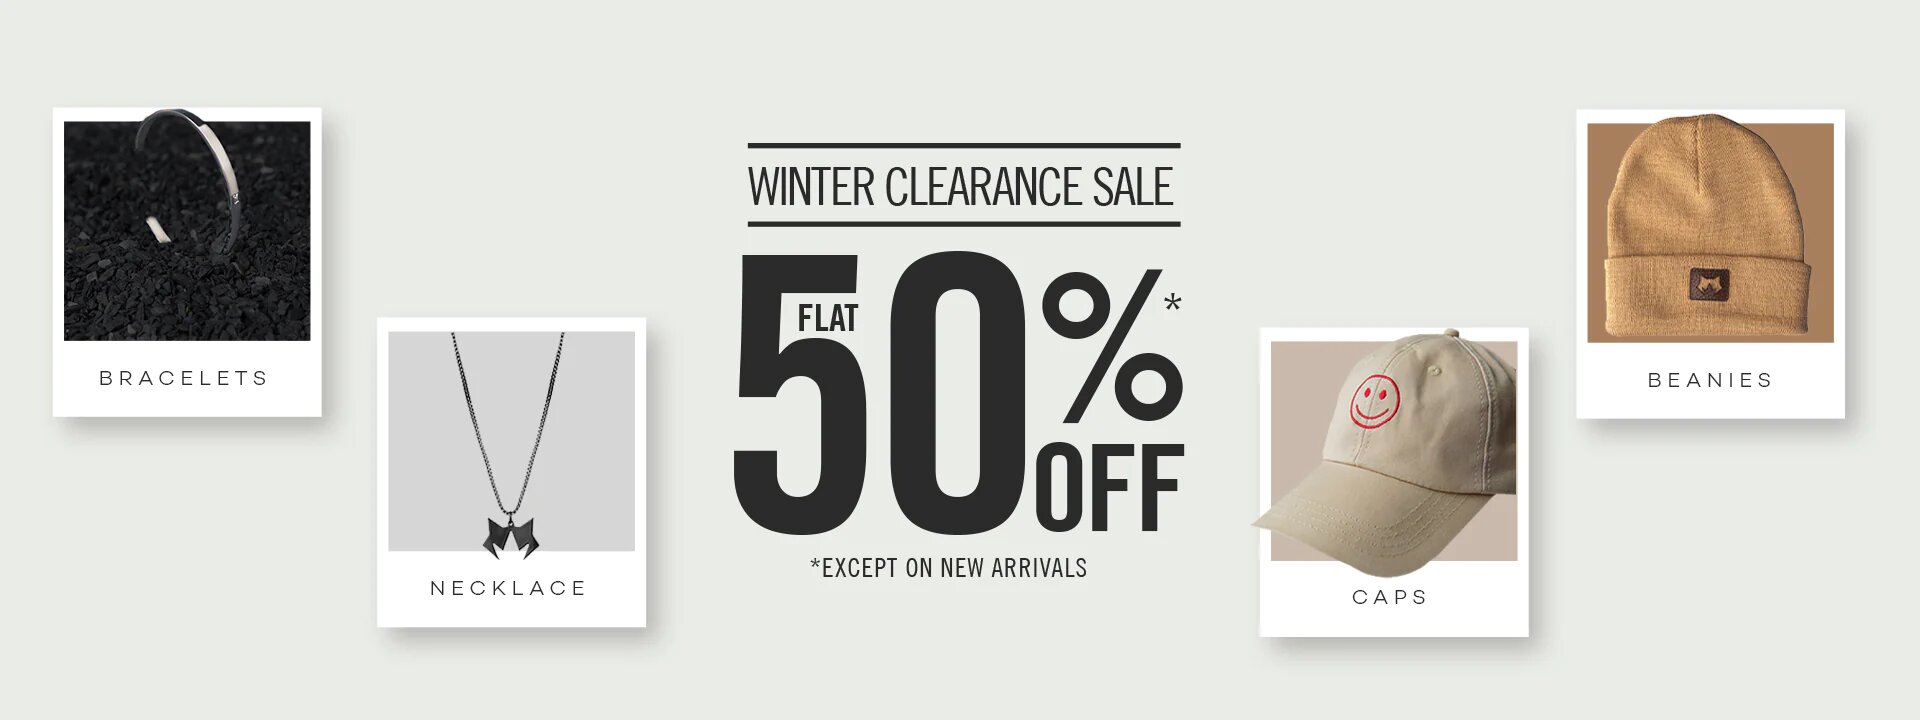 BRACELETS
NECKLACE
WINTER CLEARANCE SALE
FLAT
50%*
OFF
*EXCEPT ON NEW ARRIVALS
CAPS
BEANIES